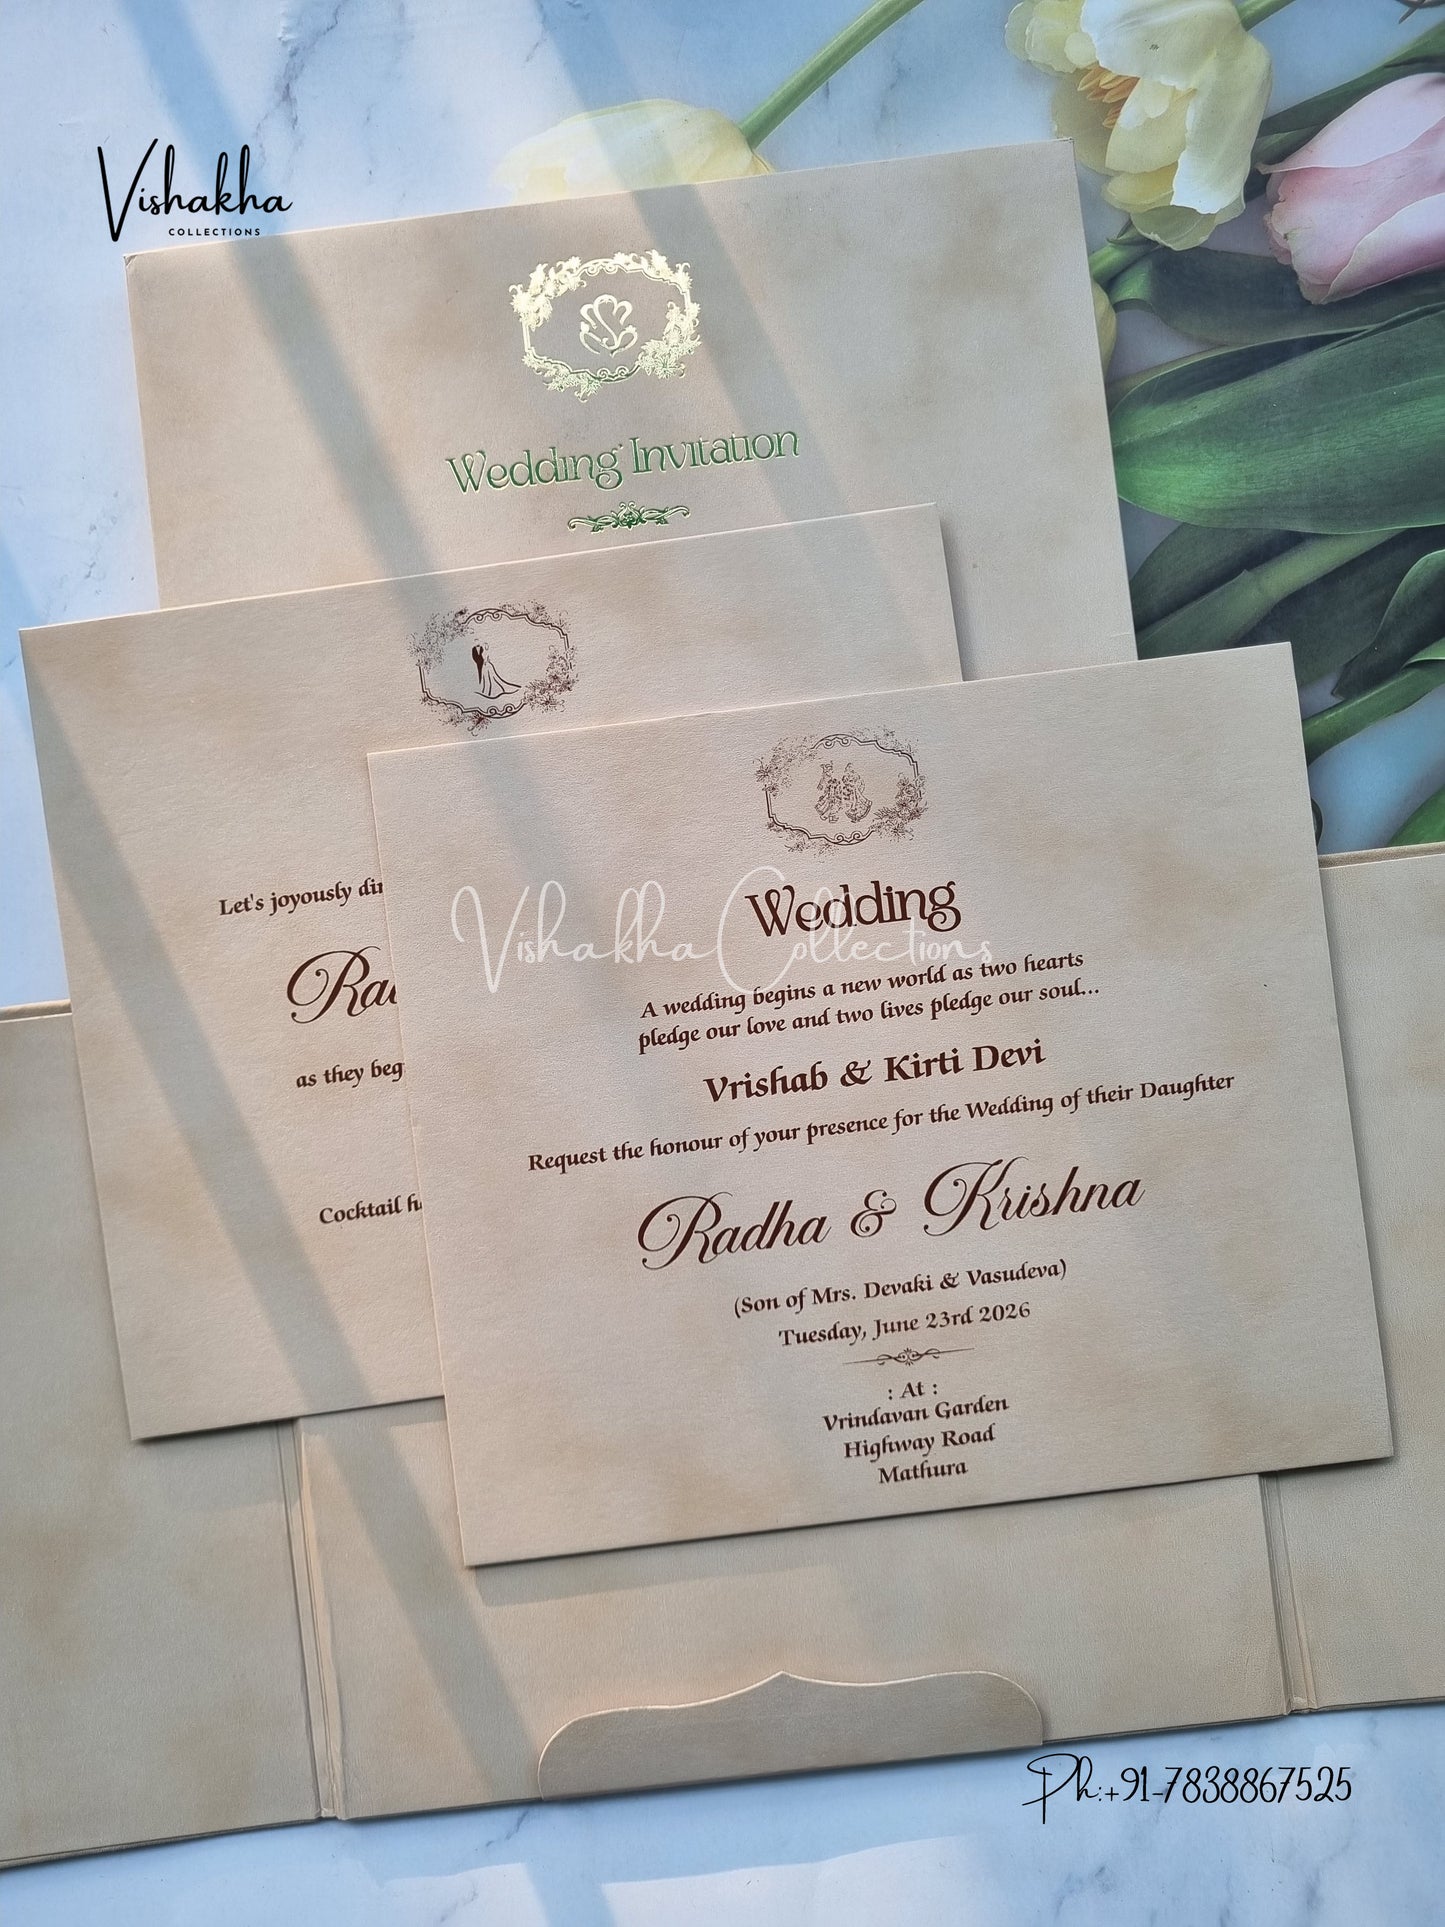 Vishakha
COLLECTIONS
Wedding Invitation
Let's joyously
as they
Cocktail
Vishakha Collections
Wedding
A wedding begins a new world as two hearts
pledge our love and two lives pledge our soul...
Vrishab & Kirti Devi
Request the honour of your presence for the Wedding of their Daughter
Radha & Krishna
(Son of Mrs. Devaki & Vasudeva)
Tuesday, June 23rd 2026
: At :
Vrindavan Garden
Highway Road
Mathura
Ph:+91-7838867525